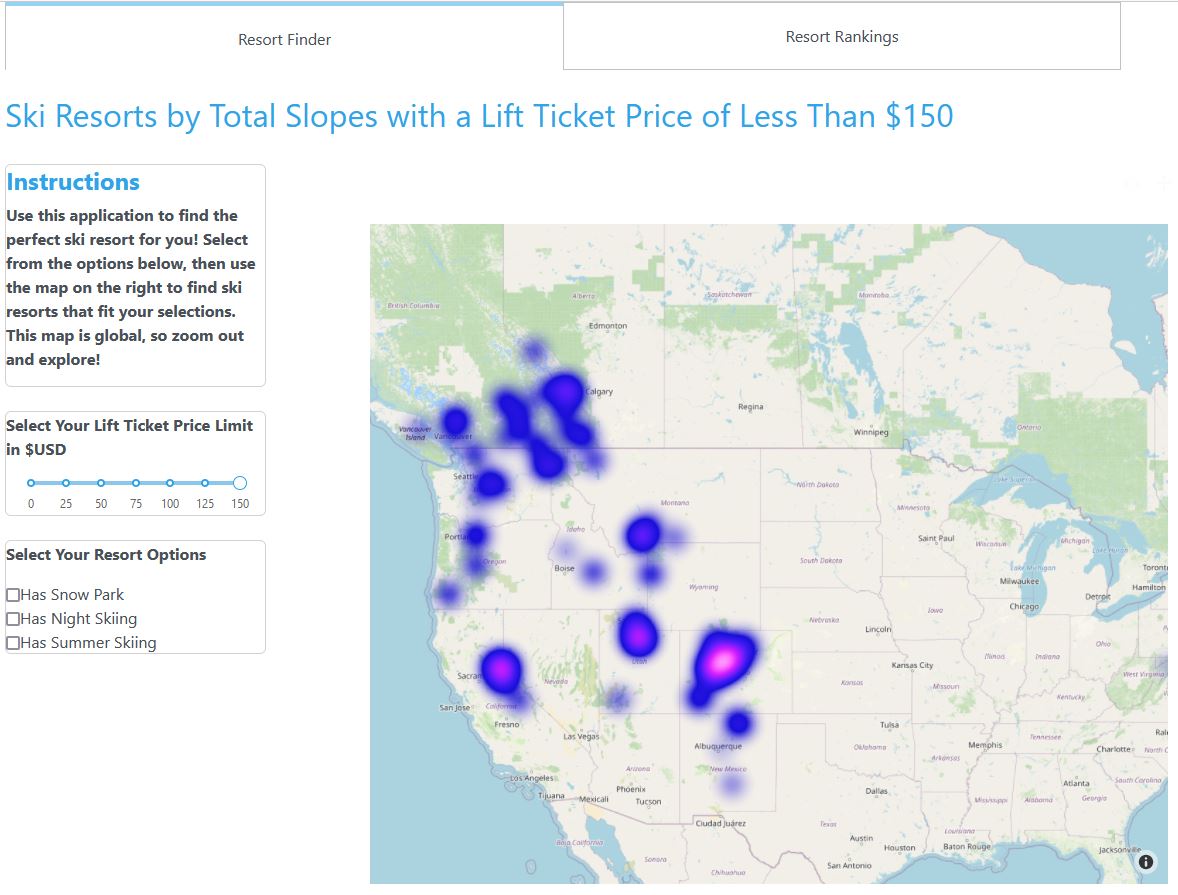 Resort Finder
Resort Rankings
Ski Resorts by Total Slopes with a Lift Ticket Price of Less Than $150
Instructions
Use this application to find the
perfect ski resort for you! Select
from the options below, then use
the map on the right to find ski
resorts that fit your selections.
This map is global, so zoom out
and explore!
Select Your Lift Ticket Price Limit
in $USD
0 25 50 75 100 125 150
Select Your Resort Options
Has Snow Park
Has Night Skiing
Has Summer Skiing
British Columbia
Alberta
Saskatchewan
Manitoba
Edmonton
Calgary
Regina
Vancouver
Island
Vancouver
Winnipeg
Ontario
Seattle
North Dakota
Lake Superior
Montana
Minnesota
Portland
Idaho
Saint Paul
Wisconsin
Michigan
Lake Huron
Oregon
Boise
South Dakota
Lake Michigan
Toronto
Wyoming
Milwaukee
Hamilton
Detroit
Chicago
Iowa
Nebraska
Lincoln
Ohio
Utah
Illinois
Indiana
Kansas City
West Virginia
Nevada
Kansas
Missouri
Kentucky
San Jose
California
Fresno
Las Vegas
Tulsa
Albuquerque
Oklahoma
Memphis
Tennessee
Charlotte
Arkansas
New Mexico
Arizona
Los Angeles
South Carolina
Phoenix
Atlanta
Dallas
Tijuana
Mexicali
Tucson
Mississippi
Alabama
Georgia
Ciudad Juárez
Texas
Louisiana
Austin
Houston
Baton Rouge
Jacksonville
Baja California
Sonora
San Antonio
Chihuahua